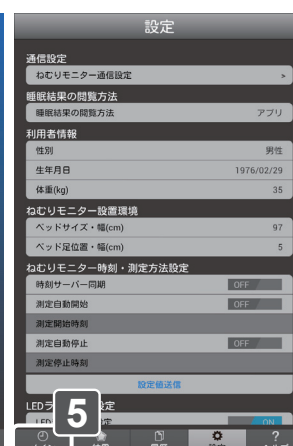 設定
通信設定
ねむりモニター通信設定 >
睡眠結果の閲覧方法
睡眠結果の閲覧方法 アプリ
利用者情報
性別 男性
生年月日 1976/02/29
体重(kg) 35
ねむりモニター設置環境
ベッドサイズ・幅(cm) 97
ベッド足位置・幅(cm) 5
ねむりモニター時刻・測定方法設定
時刻サーバー同期 OFF
測定自動開始 OFF
測定開始時刻
測定自動停止 OFF
測定停止時刻
設定値送信
LEDラ 定
LED ON
5
?